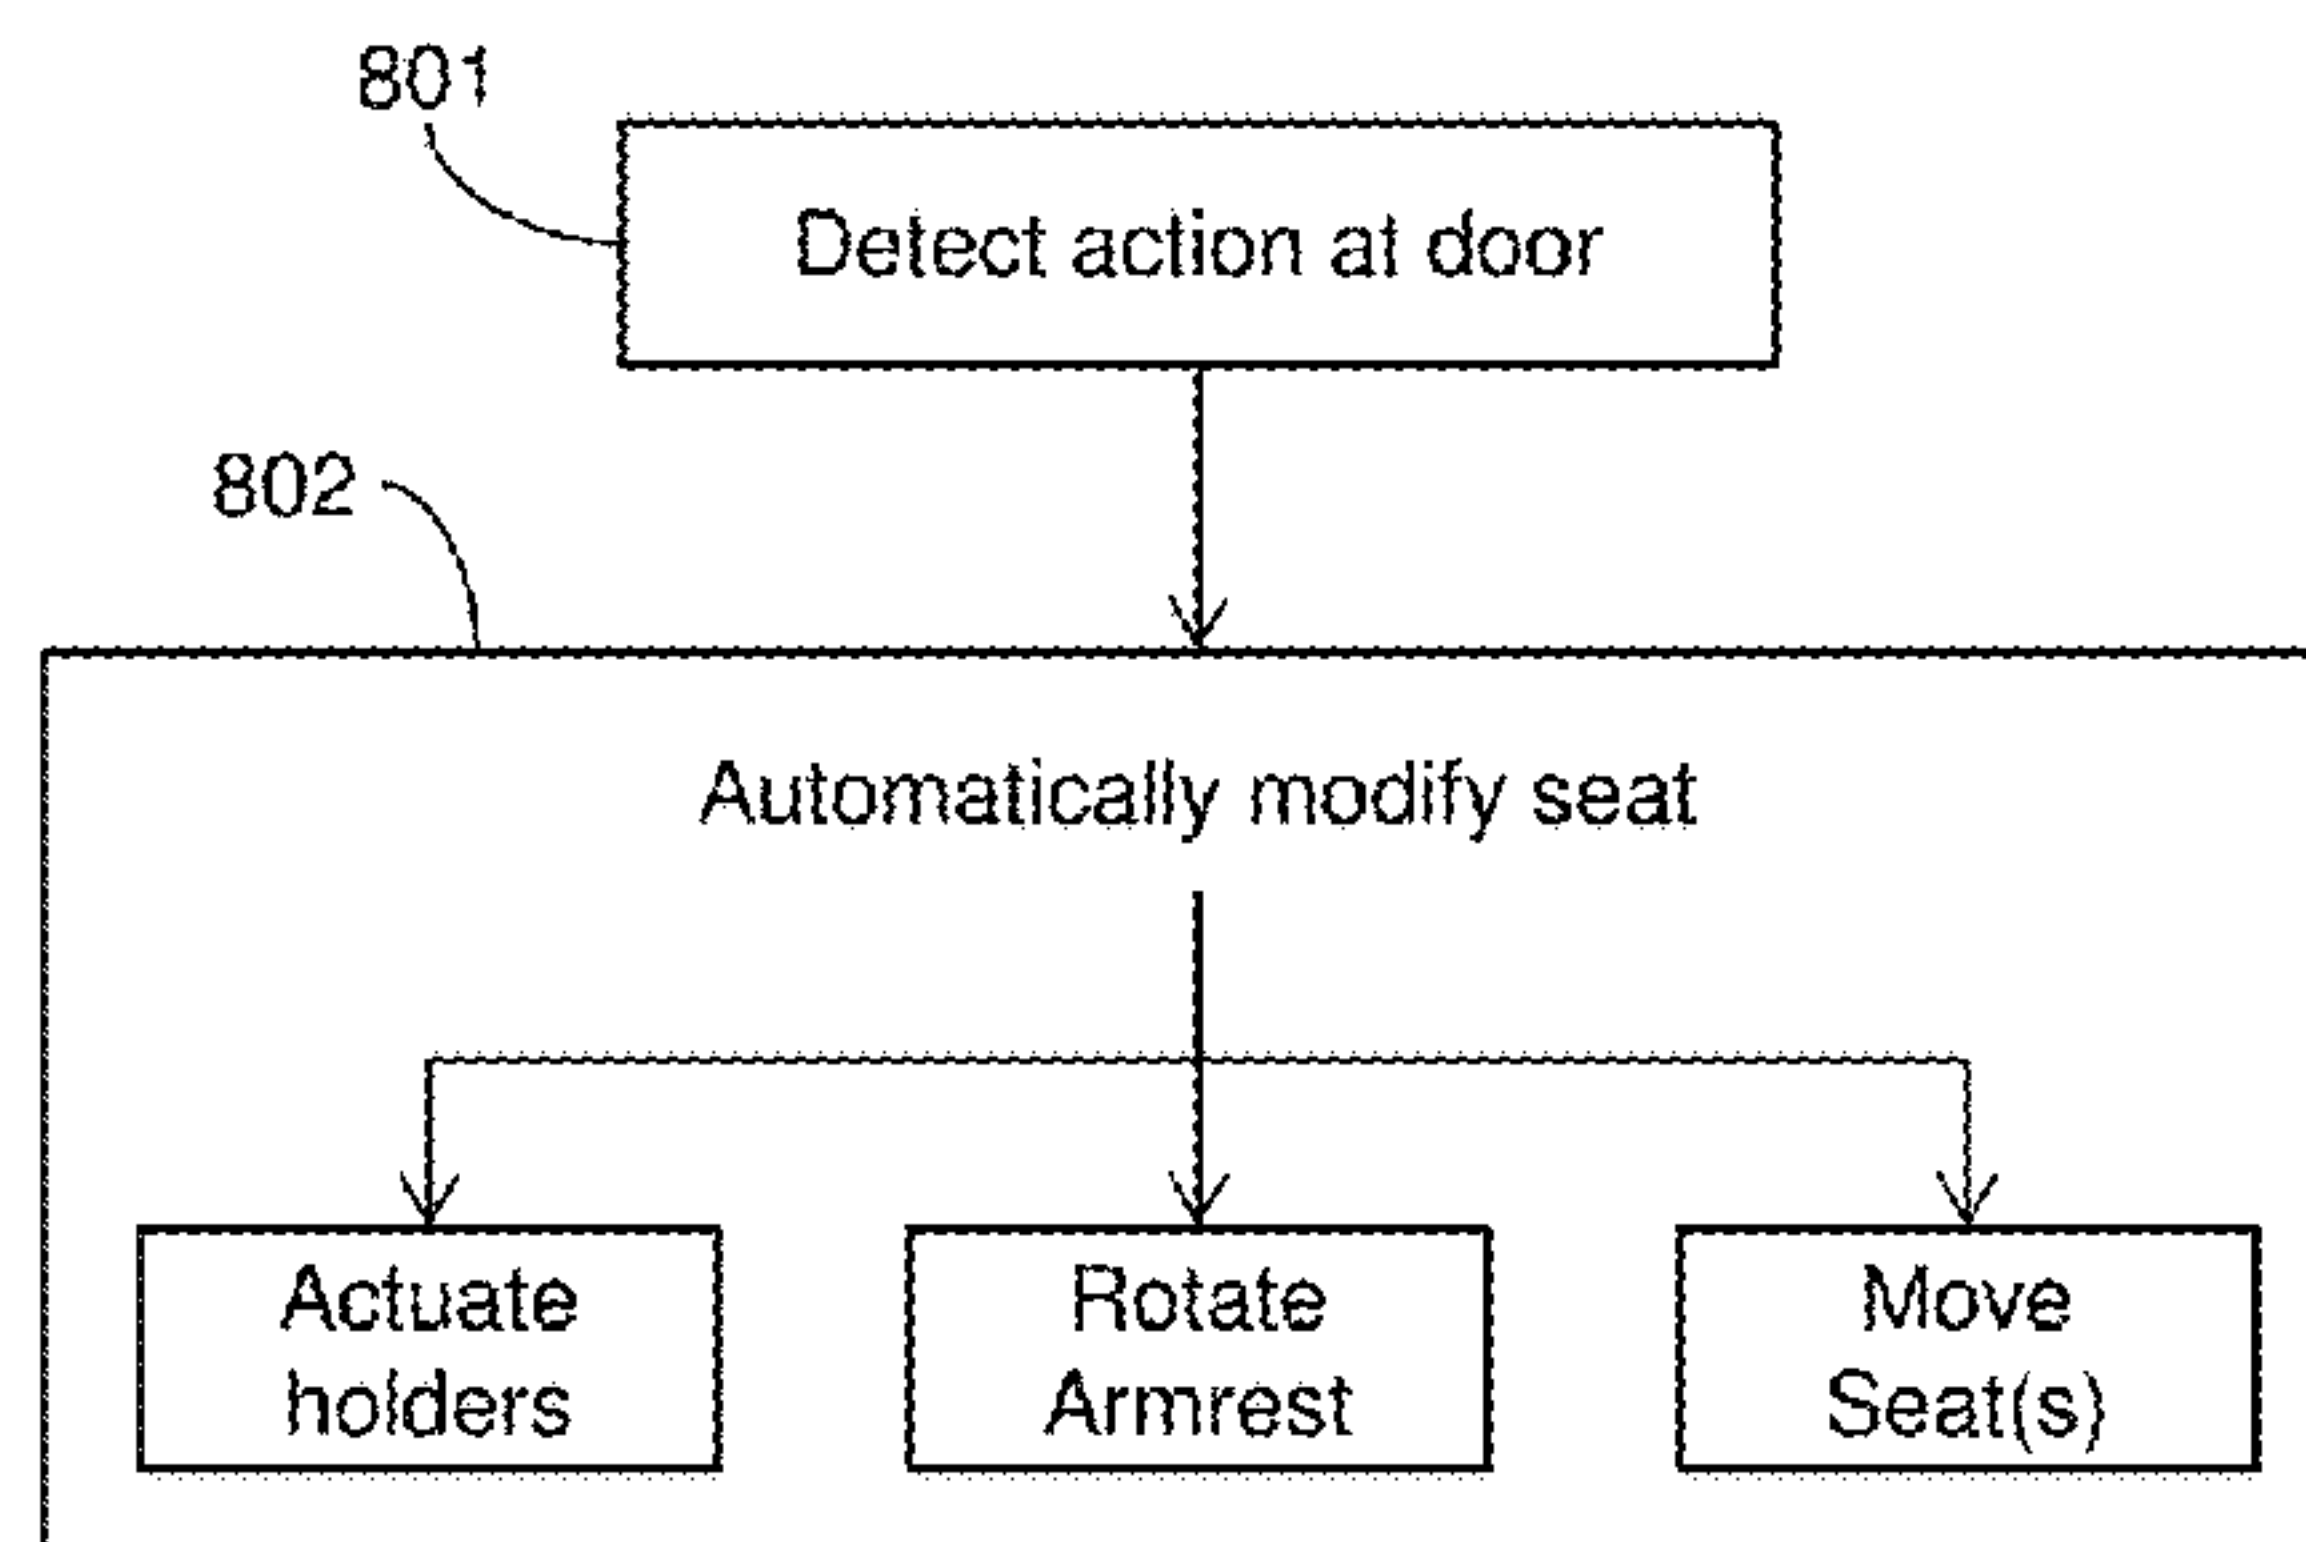 801
Detect action at door
802
Automatically modify seat
Actuate
holders
Rotate
Armrest
Move
Seat(s)